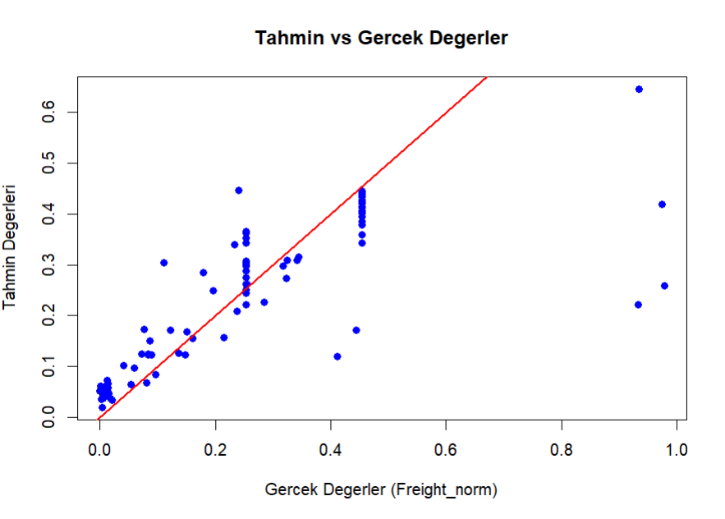 Tahmin vs Gercek Degerler
Tahmin Degerleri
0.6
0.5
0.4
0.3
0.2
0.1
0.0
0.0 0.2 0.4 0.6 0.8 1.0
Gercek Degerler (Freight_norm)